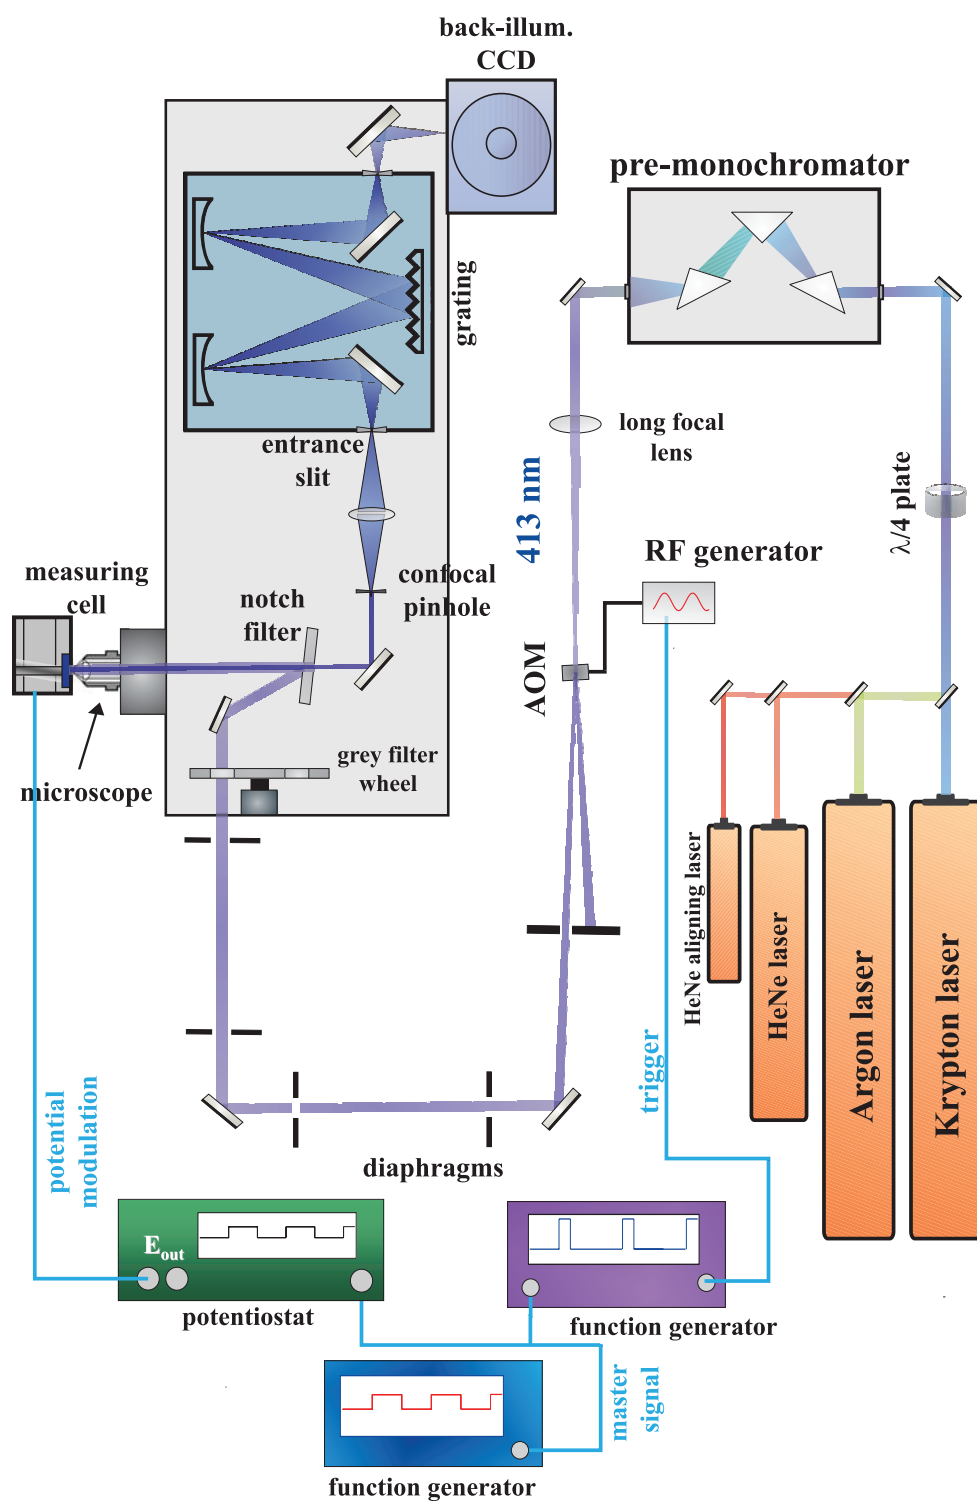 back-illum.
CCD
pre-monochromator
grating
entrance
slit
long focal
lens
413 nm
λ/4 plate
RF generator
measuring
cell
notch
filter
confocal
pinhole
AOM
grey filter
wheel
microscope
HeNe aligning laser
HeNe laser
Argon laser
Krypton laser
trigger
potential
modulation
diaphragms
Eout
potentiostat
function generator
master
signal
function generator